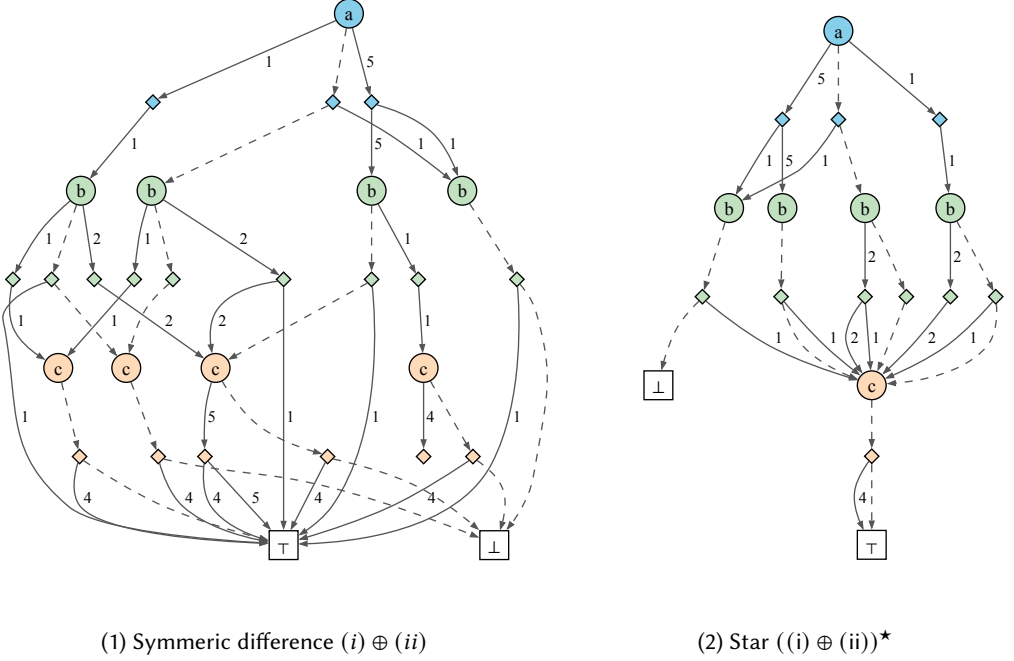 a a
1 5 5 1
1 5 1 1 1 5 1 1
b b b b b b b b
1 2 1 2 1 2 2
1 1 2 2 1 1 1 2 1 2 1
c c c c ⊥ c
1 5 1 1 4 1
4 4 4 5 4 4 4
⊤ ⊥ ⊤
(1) Symmeric difference (i) ⊕ (ii) (2) Star ((i) ⊕ (ii))★